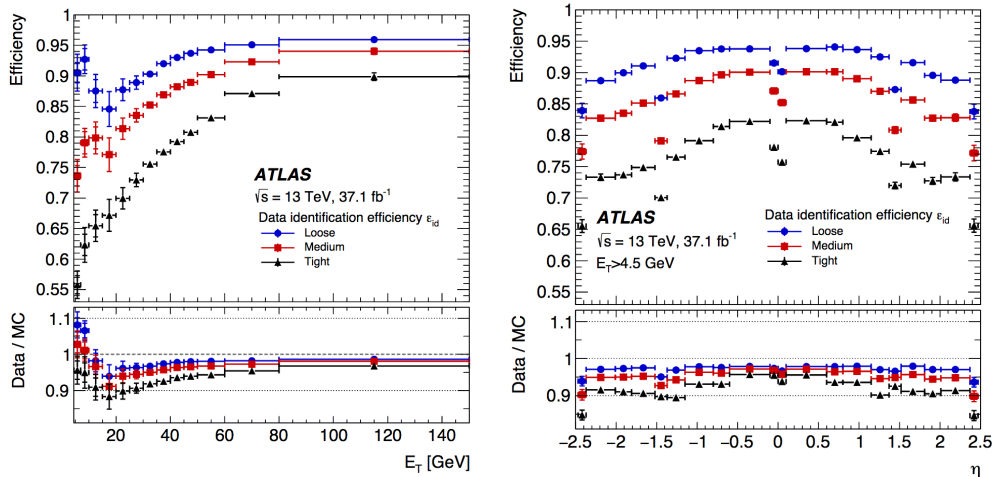 Efficiency
1
0.95
0.9
0.85
0.8
0.75
0.7
0.65
0.6
0.55
ATLAS
√s = 13 TeV, 37.1 fb⁻¹
Data identification efficiency ε_id
Loose
Medium
Tight
Data / MC
1.1
1
0.9
20 40 60 80 100 120 140
E_T [GeV]
Efficiency
1
0.95
0.9
0.85
0.8
0.75
0.7
0.65
0.6
0.55
ATLAS
√s = 13 TeV, 37.1 fb⁻¹
E_T>4.5 GeV
Data identification efficiency ε_id
Loose
Medium
Tight
Data / MC
1.1
1
0.9
−2.5 −2 −1.5 −1 −0.5 0 0.5 1 1.5 2 2.5
η